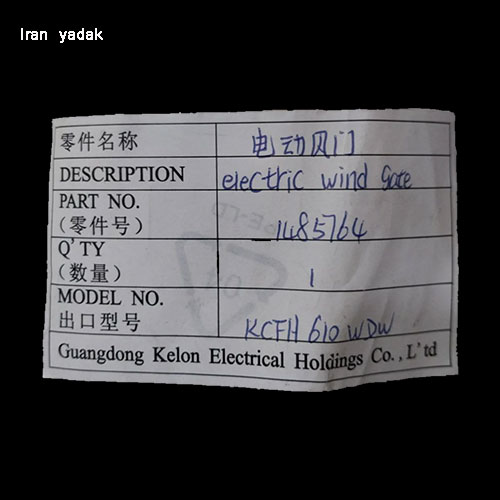 Iran yadak
零件名称 电动风门
DESCRIPTION electric wind gate
PART NO.
(零件号) 1485764
Q'TY
(数量) 1
MODEL NO.
出口型号 KCFH 610 WDW
Guangdong Kelon Electrical Holdings Co., L'td